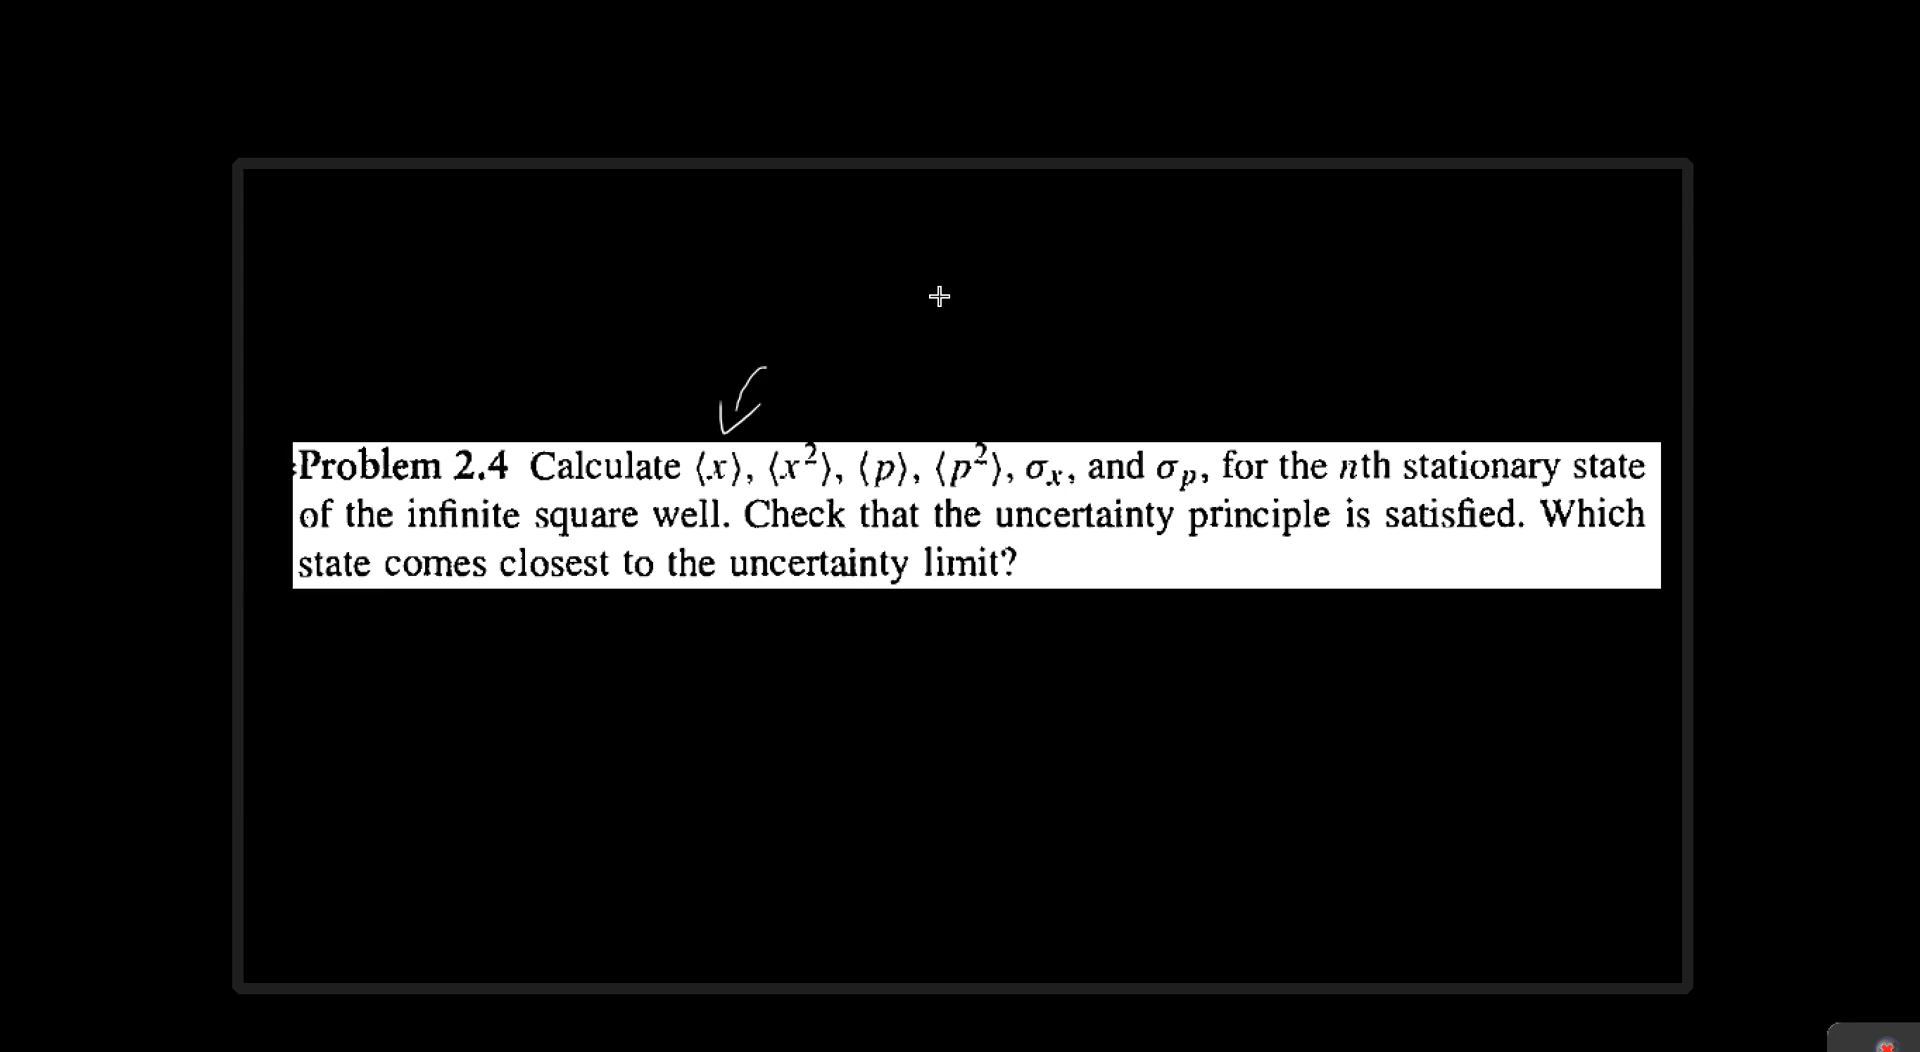 Problem 2.4 Calculate ⟨x⟩, ⟨x²⟩, ⟨p⟩, ⟨p²⟩, σₓ, and σₚ, for the nth stationary state
of the infinite square well. Check that the uncertainty principle is satisfied. Which
state comes closest to the uncertainty limit?